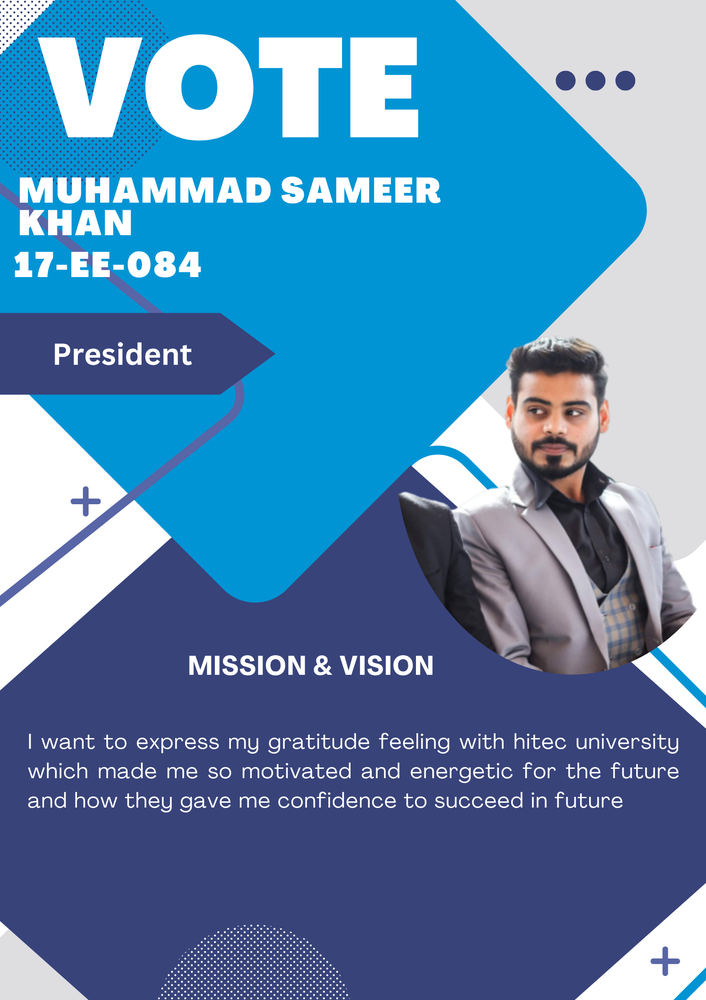 VOTE
MUHAMMAD SAMEER
KHAN
17-EE-084
President
MISSION & VISION
I want to express my gratitude feeling with hitec university
which made me so motivated and energetic for the future
and how they gave me confidence to succeed in future